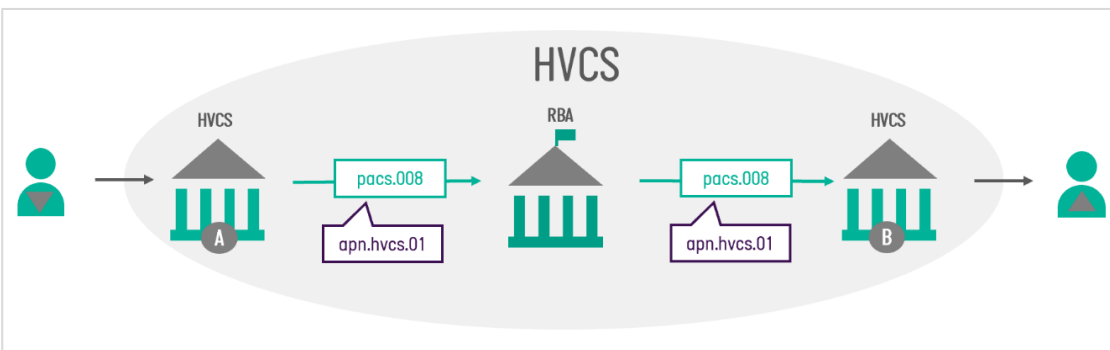 HVCS
HVCS
RBA
HVCS
pacs.008
pacs.008
apn.hvcs.01
apn.hvcs.01
A
B